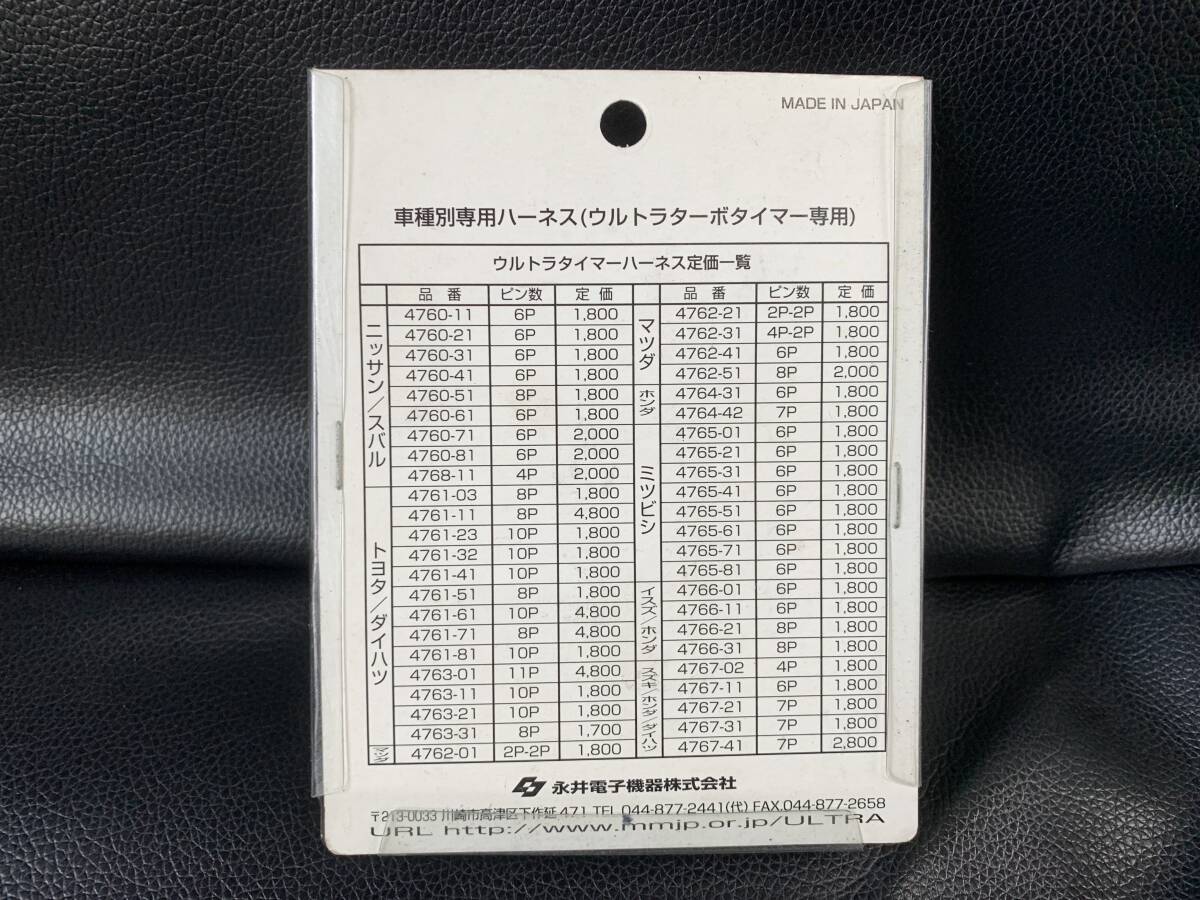 MADE IN JAPAN
車種別専用ハーネス(ウルトラターボタイマー専用)
ウルトラタイマーハーネス定価一覧
品番 ピン数 定価
ニッサン/スバル
4760-11 6P 1,800
4760-21 6P 1,800
4760-31 6P 1,800
4760-41 6P 1,800
4760-51 8P 1,800
4760-61 6P 1,800
4760-71 6P 2,000
4760-81 6P 2,000
4768-11 4P 2,000
トヨタ/ダイハツ
4761-03 8P 1,800
4761-11 8P 4,800
4761-23 10P 1,800
4761-32 10P 1,800
4761-41 10P 1,800
4761-51 8P 1,800
4761-61 10P 4,800
4761-71 8P 4,800
4761-81 10P 1,800
4763-01 11P 4,800
4763-11 10P 1,800
4763-21 10P 1,800
4763-31 8P 1,700
マツダ
4762-01 2P-2P 1,800
品番 ピン数 定価
マツダ
4762-21 2P-2P 1,800
4762-31 4P-2P 1,800
4762-41 6P 1,800
4762-51 8P 2,000
ホンダ
4764-31 6P 1,800
4764-42 7P 1,800
ミツビシ
4765-01 6P 1,800
4765-21 6P 1,800
4765-31 6P 1,800
4765-41 6P 1,800
4765-51 6P 1,800
4765-61 6P 1,800
4765-71 6P 1,800
4765-81 6P 1,800
イスズ/ホンダ
4766-01 6P 1,800
4766-11 6P 1,800
4766-21 8P 1,800
4766-31 8P 1,800
スズキ/ホンダ/ダイハツ
4767-02 4P 1,800
4767-11 6P 1,800
4767-21 7P 1,800
4767-31 7P 1,800
4767-41 7P 2,800
永井電子機器株式会社
〒213-0033 川崎市高津区下作延471 TEL 044-877-2441(代) FAX.044-877-2658
URL http://www.mmjp.or.jp/ULTRA